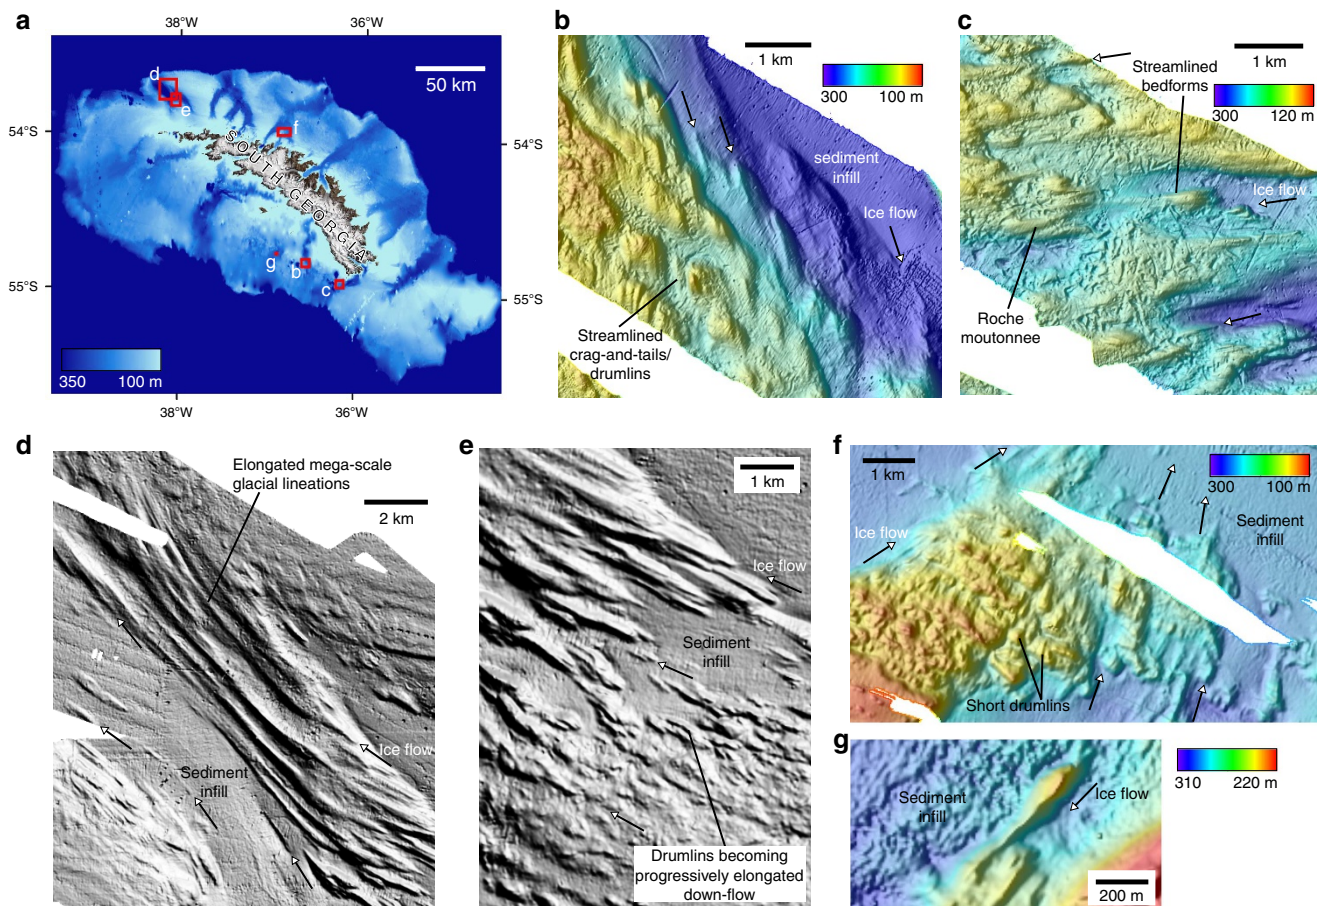 a
38°W
36°W
50 km
d
e
f
54°S
54°S
SOUTH GEORGIA
g
b
c
55°S
55°S
350 100 m
38°W
36°W
b
1 km
300 100 m
sediment
infill
Ice flow
Streamlined
crag-and-tails/
drumlins
c
Streamlined
bedforms
1 km
300 120 m
Ice flow
Roche
moutonnee
d
Elongated mega-scale
glacial lineations
2 km
Ice flow
Sediment
infill
e
1 km
Ice flow
Sediment
infill
Drumlins becoming
progressively elongated
down-flow
f
1 km
300 100 m
Ice flow
Sediment
infill
Short drumlins
g
310 220 m
Sediment
infill
Ice flow
200 m